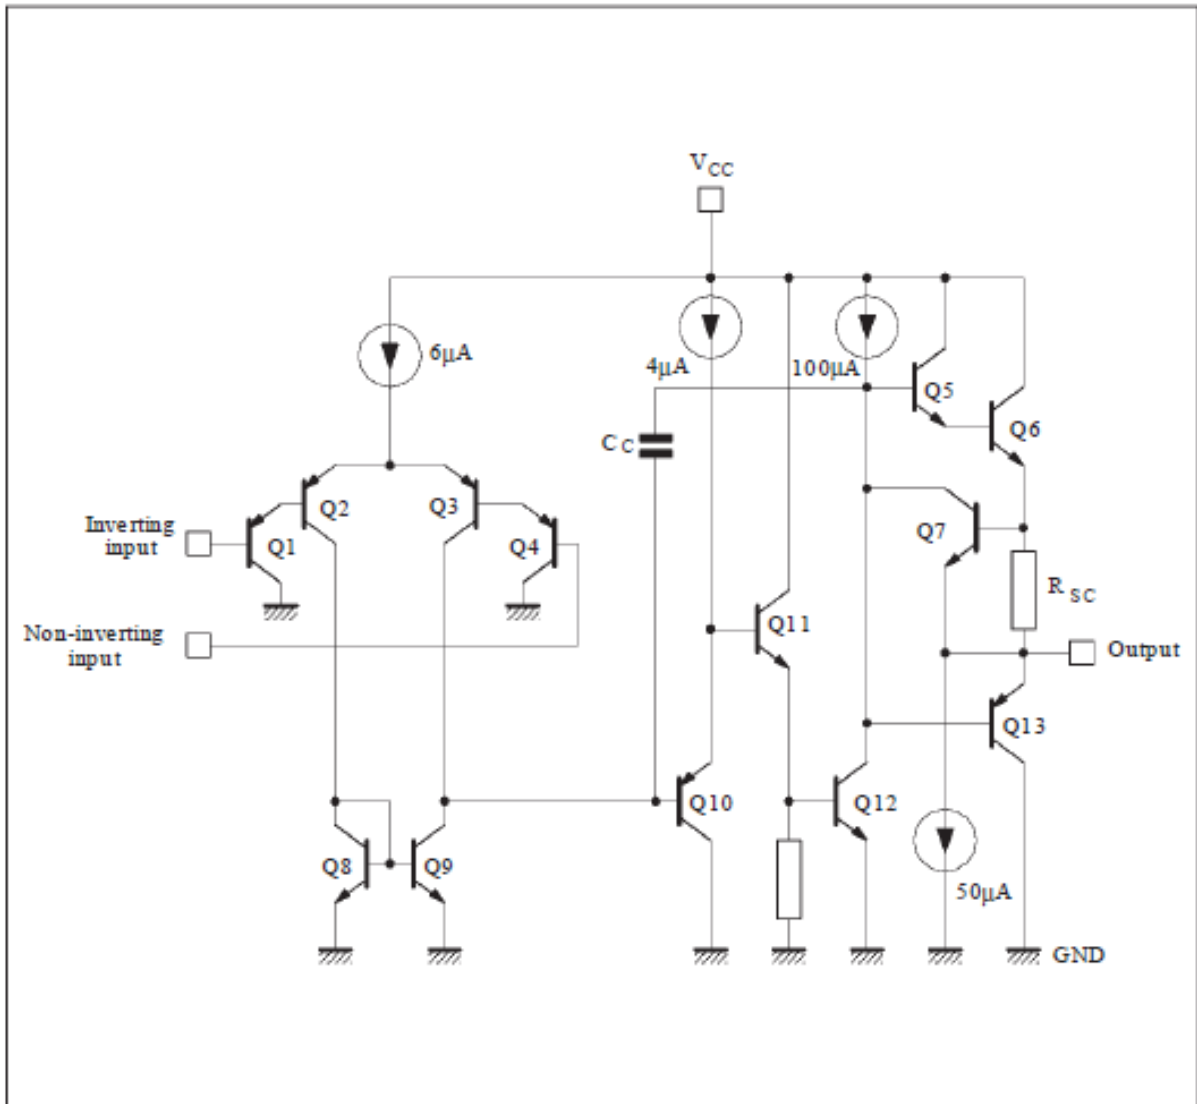 VCC
6μA
4μA
100μA
Q5
Q6
CC
Q2
Q3
Inverting
input
Q1
Q4
Q7
RSC
Non-inverting
input
Q11
Output
Q13
Q10
Q12
Q8
Q9
50μA
GND